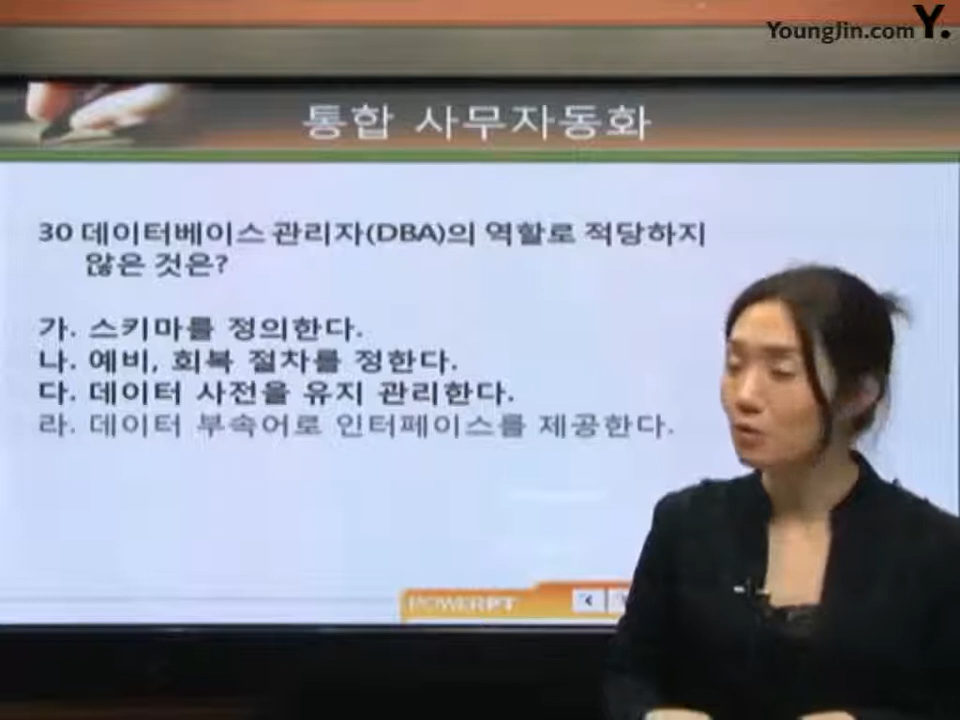 YoungJin.com Y.
통합 사무자동화
30 데이터베이스 관리자(DBA)의 역할로 적당하지
않은 것은?
가. 스키마를 정의한다.
나. 예비, 회복 절차를 정한다.
다. 데이터 사전을 유지 관리한다.
라. 데이터 부속어로 인터페이스를 제공한다.
POWERPT